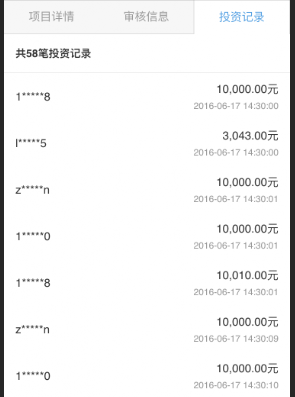 项目详情 审核信息 投资记录
共58笔投资记录
1*****8 10,000.00元
2016-06-17 14:30:00
l*****5 3,043.00元
2016-06-17 14:30:00
z*****n 10,000.00元
2016-06-17 14:30:01
1*****0 10,000.00元
2016-06-17 14:30:01
1*****8 10,010.00元
2016-06-17 14:30:01
z*****n 10,000.00元
2016-06-17 14:30:09
1*****0 10,000.00元
2016-06-17 14:30:10